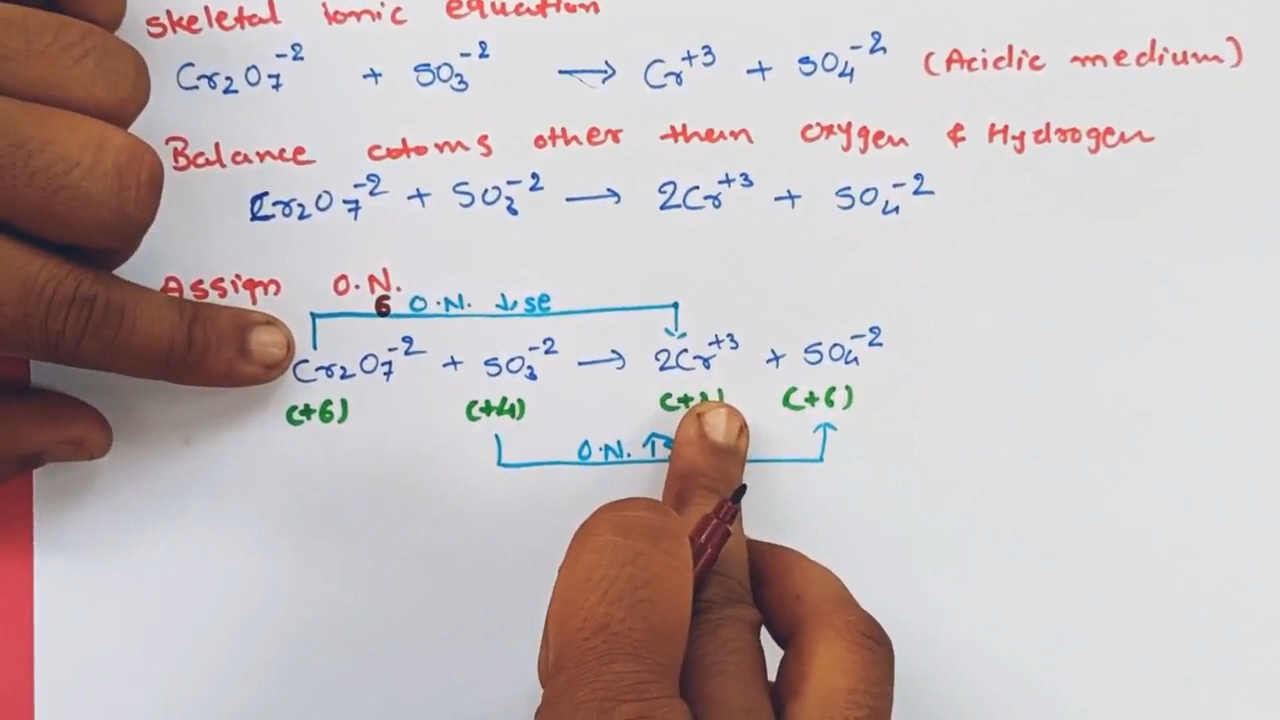 skeletal Ionic equation
Cr2O7⁻² + SO3⁻² → Cr⁺³ + SO4⁻² (Acidic medium)
Balance atoms other than oxygen & Hydrogen
Cr2O7⁻² + SO3⁻² → 2Cr⁺³ + SO4⁻²
Assign O.N.
6 O.N. ↓se
Cr2O7⁻² + SO3⁻² → 2Cr⁺³ + SO4⁻²
(+6) (+4) (+6)
O.N. ↑